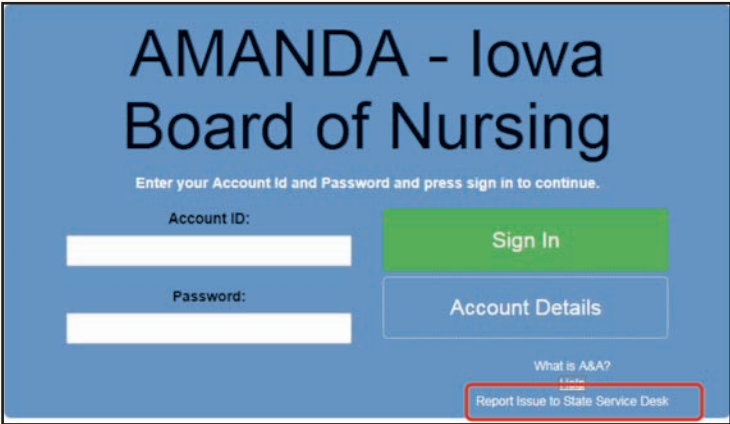 AMANDA - Iowa
Board of Nursing
Enter your Account Id and Password and press sign in to continue.
Account ID:
Sign In
Password:
Account Details
What is A&A?
Help
Report Issue to State Service Desk